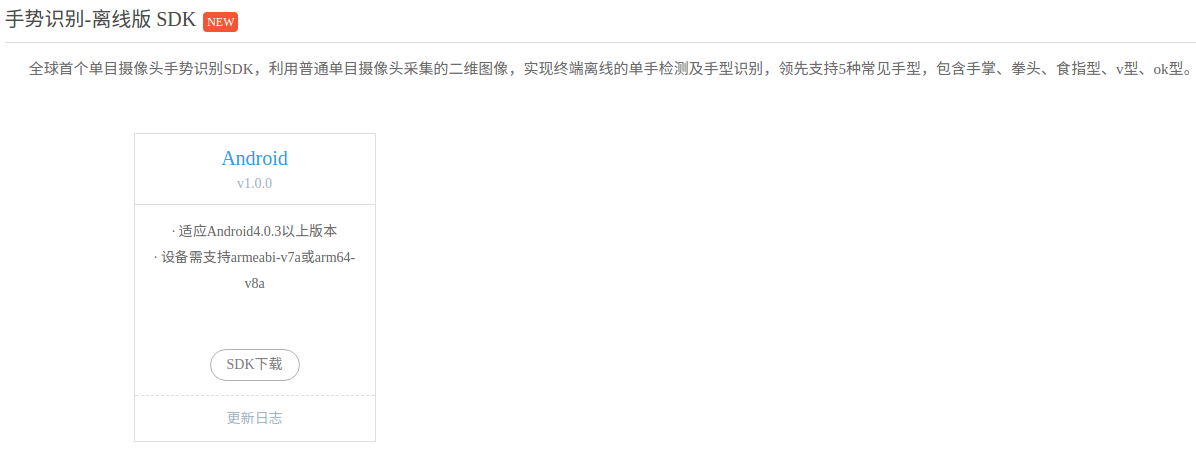 手势识别-离线版 SDK NEW
全球首个单目摄像头手势识别SDK，利用普通单目摄像头采集的二维图像，实现终端离线的单手检测及手型识别，领先支持5种常见手型，包含手掌、拳头、食指型、v型、ok型。
Android
v1.0.0
· 适应Android4.0.3以上版本
· 设备需支持armeabi-v7a或arm64-
v8a
SDK下载
更新日志